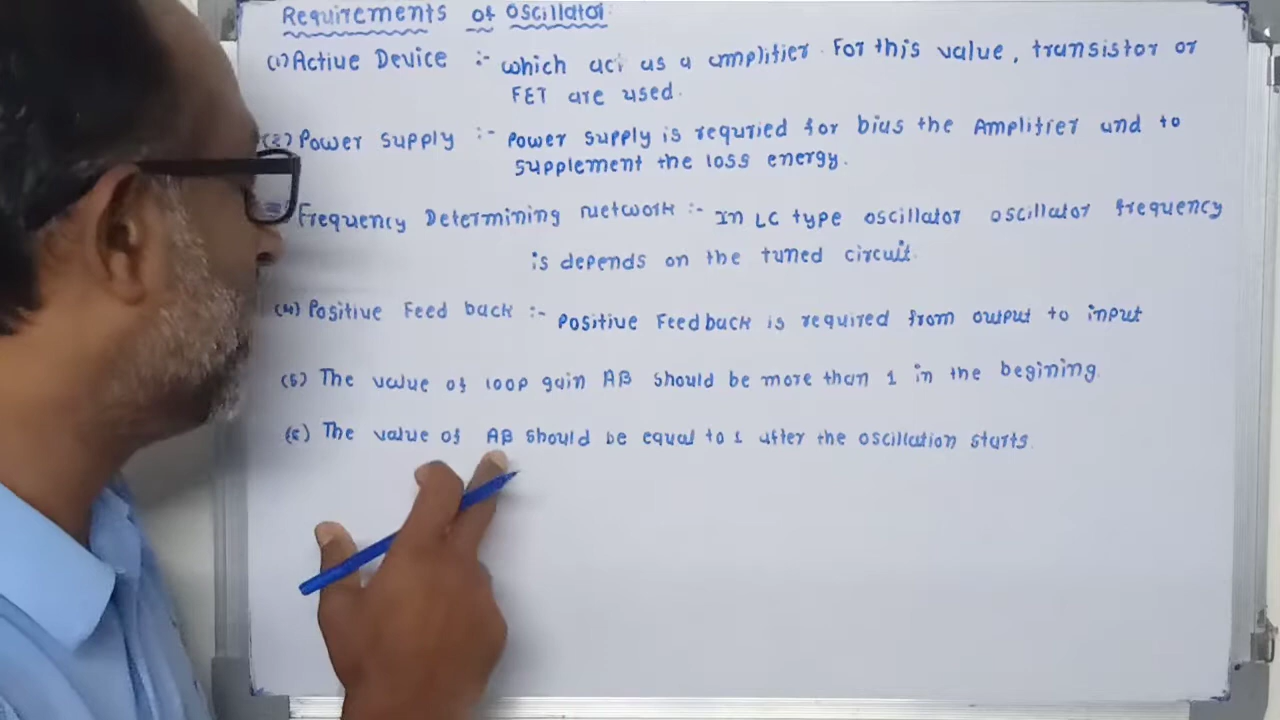 Requirements of Oscillator
(1) Active Device :- which act as a amplifier. For this value, transistor or
FET are used.
(2) Power supply :- Power supply is requried for bias the Amplifier and to
supplement the loss energy.
Frequency Determining network :- In LC type oscillator oscillator frequency
is depends on the tuned circuit.
(4) Positive Feed back :- Positive Feedback is required from output to input
(5) The value of loop gain AB should be more than 1 in the begining.
(6) The value of AB should be equal to 1 after the oscillation starts.